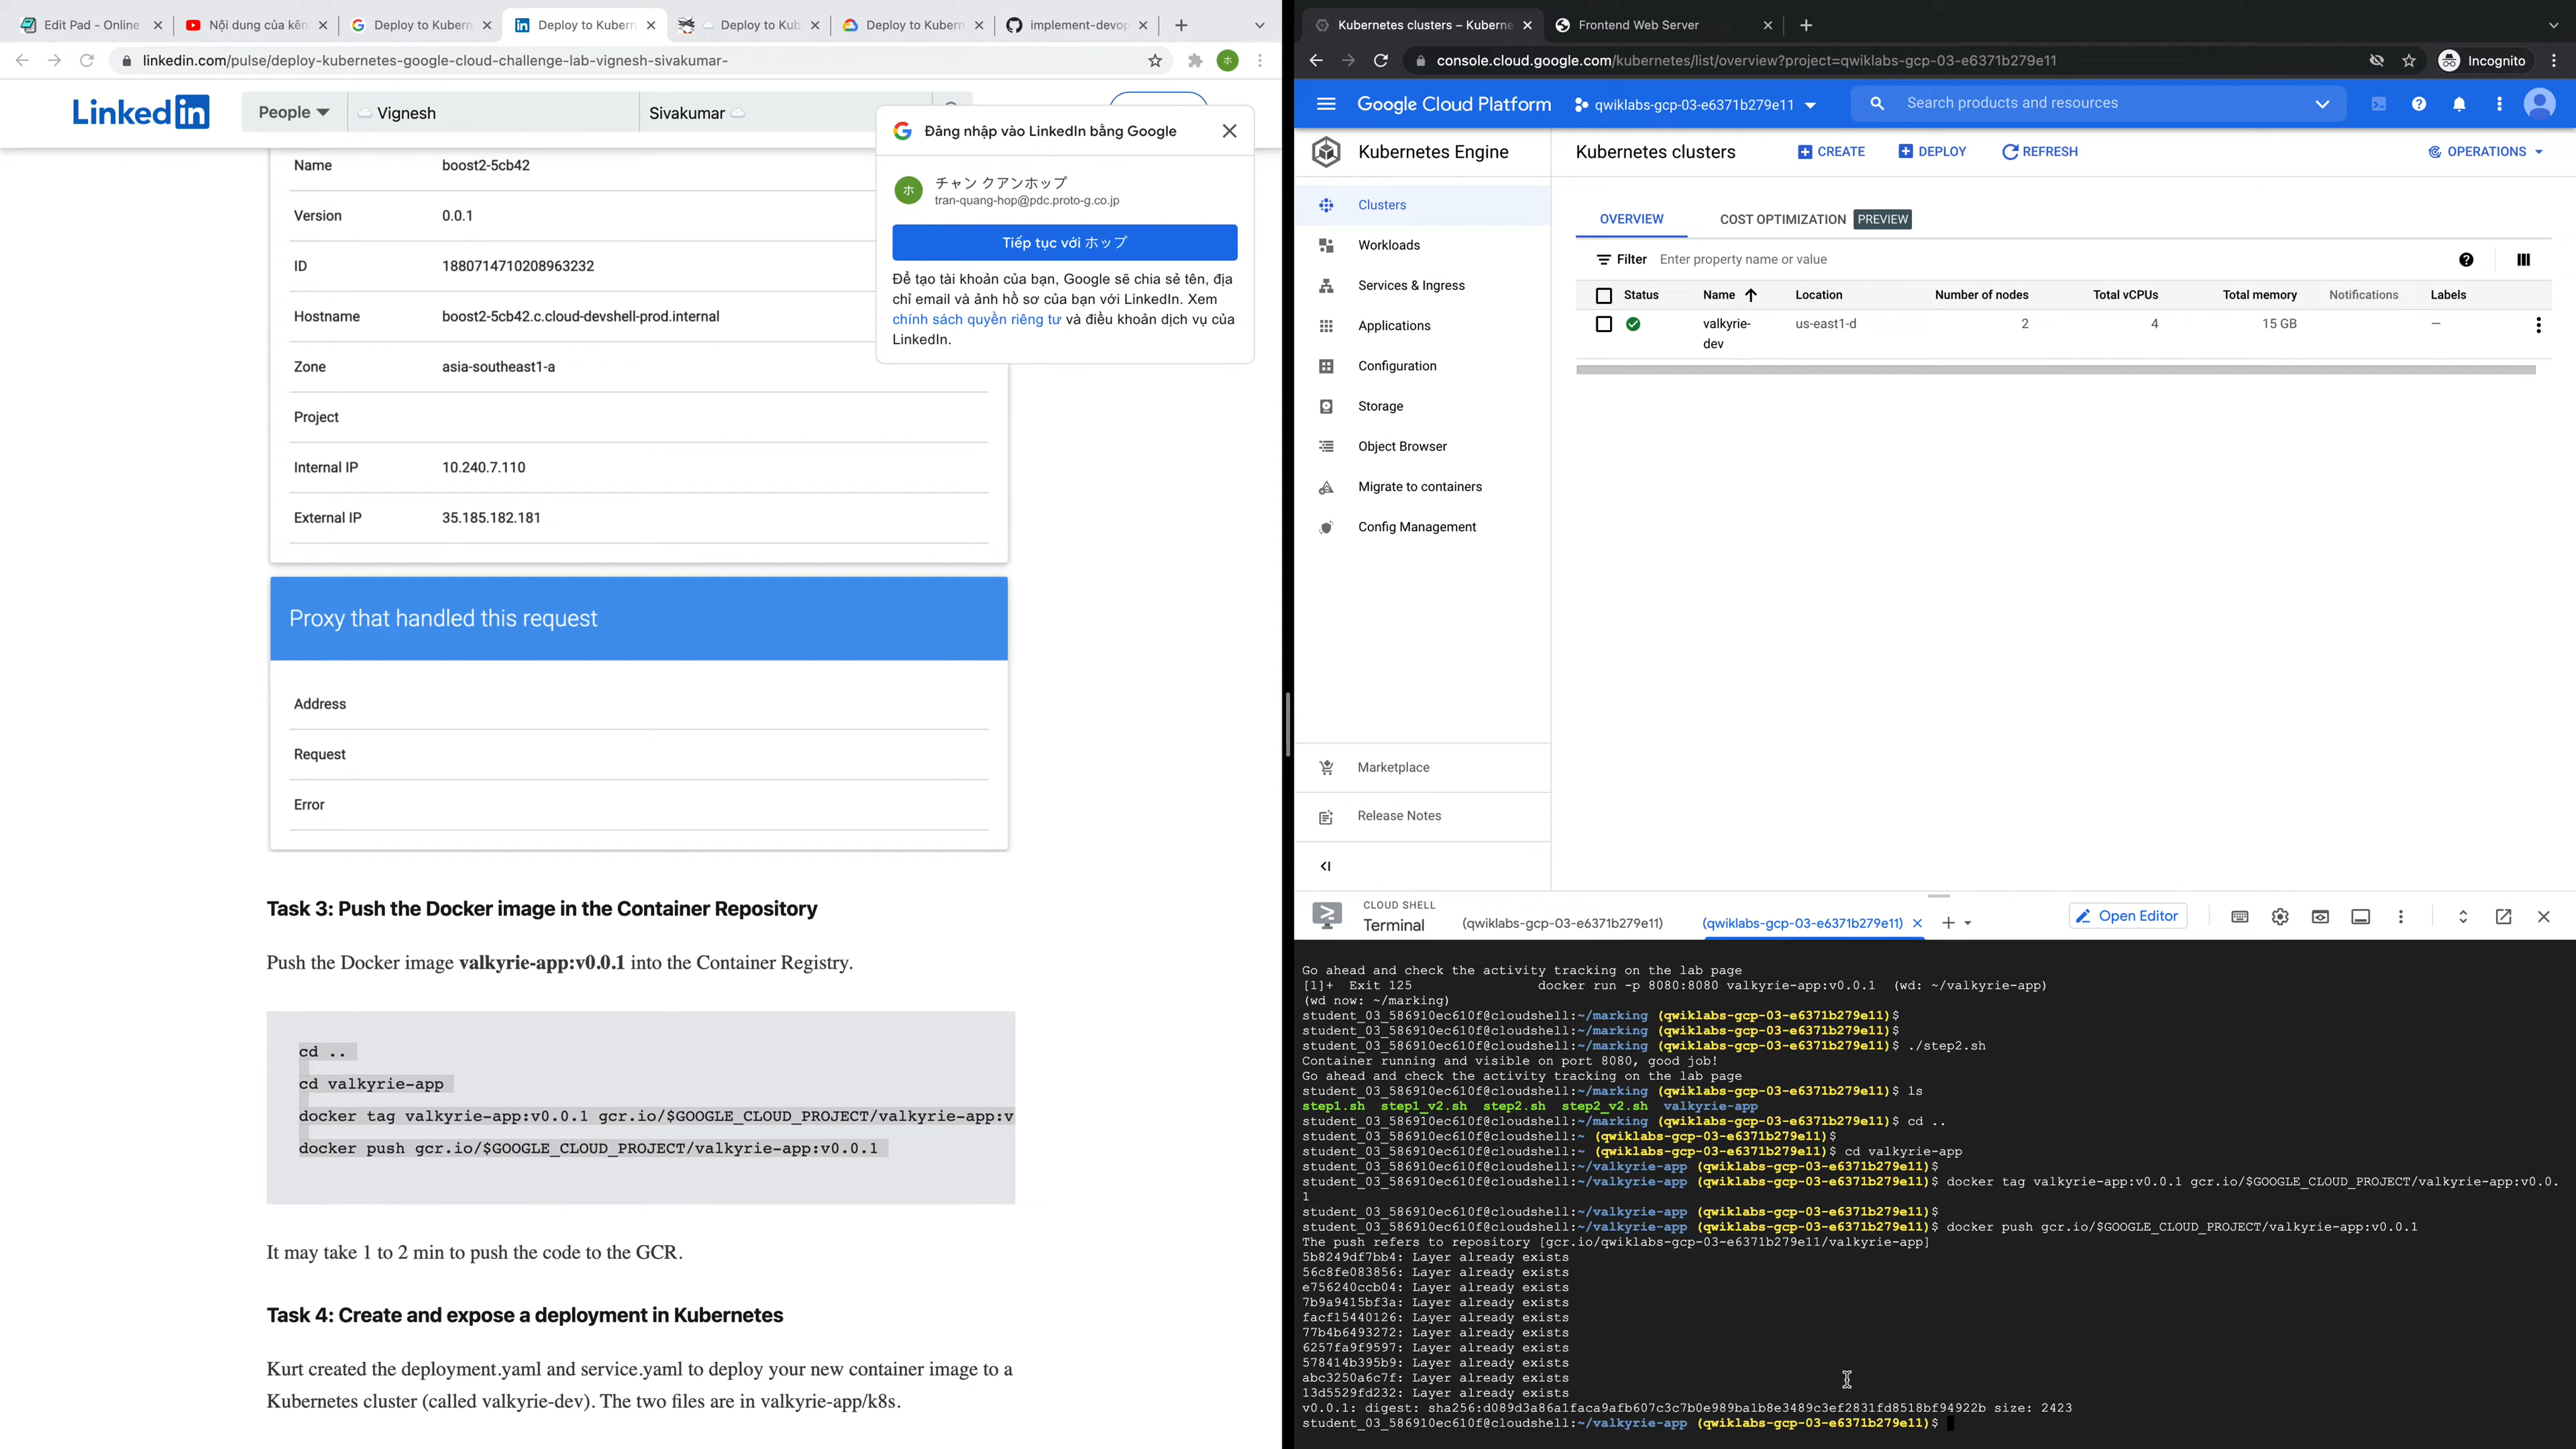 Edit Pad - Online
Nội dung của kên
Deploy to Kubern
Deploy to Kubern
Deploy to Kub
Deploy to Kubern
implement-devop
linkedin.com/pulse/deploy-kubernetes-google-cloud-challenge-lab-vignesh-sivakumar-
Linked in
People
Vignesh
Sivakumar
Đăng nhập vào LinkedIn bằng Google
ホ
チャン クアンホップ
tran-quang-hop@pdc.proto-g.co.jp
Tiếp tục với ホップ
Để tạo tài khoản của bạn, Google sẽ chia sẻ tên, địa
chỉ email và ảnh hồ sơ của bạn với LinkedIn. Xem
chính sách quyền riêng tư và điều khoản dịch vụ của
LinkedIn.
Name boost2-5cb42
Version 0.0.1
ID 1880714710208963232
Hostname boost2-5cb42.c.cloud-devshell-prod.internal
Zone asia-southeast1-a
Project
Internal IP 10.240.7.110
External IP 35.185.182.181
Proxy that handled this request
Address
Request
Error
Task 3: Push the Docker image in the Container Repository
Push the Docker image valkyrie-app:v0.0.1 into the Container Registry.
cd ..
cd valkyrie-app
docker tag valkyrie-app:v0.0.1 gcr.io/$GOOGLE_CLOUD_PROJECT/valkyrie-app:v
docker push gcr.io/$GOOGLE_CLOUD_PROJECT/valkyrie-app:v0.0.1
It may take 1 to 2 min to push the code to the GCR.
Task 4: Create and expose a deployment in Kubernetes
Kurt created the deployment.yaml and service.yaml to deploy your new container image to a
Kubernetes cluster (called valkyrie-dev). The two files are in valkyrie-app/k8s.
Kubernetes clusters – Kuberne
Frontend Web Server
console.cloud.google.com/kubernetes/list/overview?project=qwiklabs-gcp-03-e6371b279e11
Incognito
Google Cloud Platform
qwiklabs-gcp-03-e6371b279e11
Search products and resources
Kubernetes Engine
Kubernetes clusters
CREATE
DEPLOY
REFRESH
OPERATIONS
Clusters
Workloads
Services & Ingress
Applications
Configuration
Storage
Object Browser
Migrate to containers
Config Management
Marketplace
Release Notes
OVERVIEW
COST OPTIMIZATION PREVIEW
Filter Enter property name or value
Status Name Location Number of nodes Total vCPUs Total memory Notifications Labels
valkyrie- us-east1-d 2 4 15 GB —
dev
CLOUD SHELL
Terminal
(qwiklabs-gcp-03-e6371b279e11)
(qwiklabs-gcp-03-e6371b279e11)
Open Editor
Go ahead and check the activity tracking on the lab page
[1]+ Exit 125 docker run -p 8080:8080 valkyrie-app:v0.0.1 (wd: ~/valkyrie-app)
(wd now: ~/marking)
student_03_586910ec610f@cloudshell:~/marking (qwiklabs-gcp-03-e6371b279e11)$
student_03_586910ec610f@cloudshell:~/marking (qwiklabs-gcp-03-e6371b279e11)$
student_03_586910ec610f@cloudshell:~/marking (qwiklabs-gcp-03-e6371b279e11)$ ./step2.sh
Container running and visible on port 8080, good job!
Go ahead and check the activity tracking on the lab page
student_03_586910ec610f@cloudshell:~/marking (qwiklabs-gcp-03-e6371b279e11)$ ls
step1.sh step1_v2.sh step2.sh step2_v2.sh valkyrie-app
student_03_586910ec610f@cloudshell:~/marking (qwiklabs-gcp-03-e6371b279e11)$ cd ..
student_03_586910ec610f@cloudshell:~ (qwiklabs-gcp-03-e6371b279e11)$
student_03_586910ec610f@cloudshell:~ (qwiklabs-gcp-03-e6371b279e11)$ cd valkyrie-app
student_03_586910ec610f@cloudshell:~/valkyrie-app (qwiklabs-gcp-03-e6371b279e11)$
student_03_586910ec610f@cloudshell:~/valkyrie-app (qwiklabs-gcp-03-e6371b279e11)$ docker tag valkyrie-app:v0.0.1 gcr.io/$GOOGLE_CLOUD_PROJECT/valkyrie-app:v0.0.
1
student_03_586910ec610f@cloudshell:~/valkyrie-app (qwiklabs-gcp-03-e6371b279e11)$
student_03_586910ec610f@cloudshell:~/valkyrie-app (qwiklabs-gcp-03-e6371b279e11)$ docker push gcr.io/$GOOGLE_CLOUD_PROJECT/valkyrie-app:v0.0.1
The push refers to repository [gcr.io/qwiklabs-gcp-03-e6371b279e11/valkyrie-app]
5b8249df7bb4: Layer already exists
56c8fe083856: Layer already exists
e756240ccb04: Layer already exists
7b9a9415bf3a: Layer already exists
facf15440126: Layer already exists
77b4b6493272: Layer already exists
6257fa9f9597: Layer already exists
578414b395b9: Layer already exists
abc3250a6c7f: Layer already exists
13d5529fd232: Layer already exists
v0.0.1: digest: sha256:d089d3a86a1faca9afb607c3c7b0e989ba1b8e3489c3ef2831fd8518bf94922b size: 2423
student_03_586910ec610f@cloudshell:~/valkyrie-app (qwiklabs-gcp-03-e6371b279e11)$